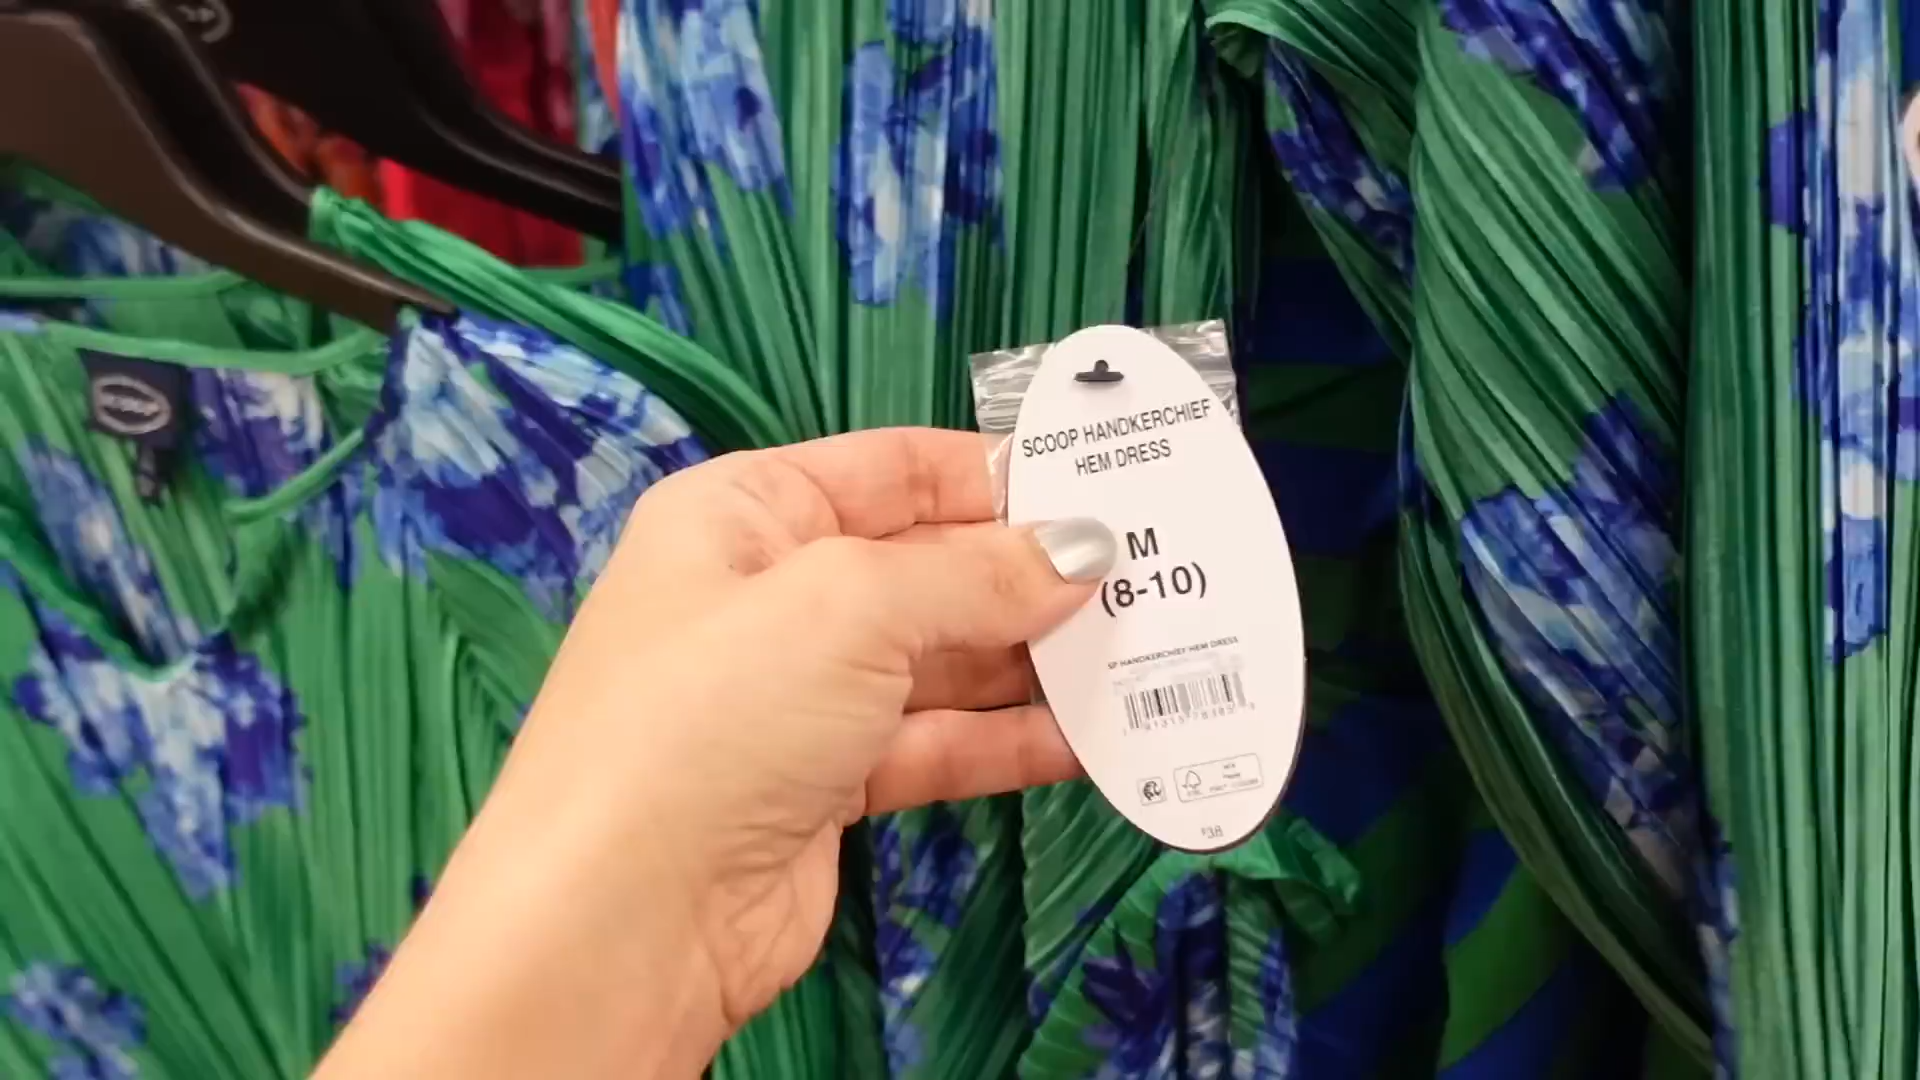 SCOOP HANDKERCHIEF
HEM DRESS
M
(8-10)
SP HANDKERCHIEF HEM DRESS
$38